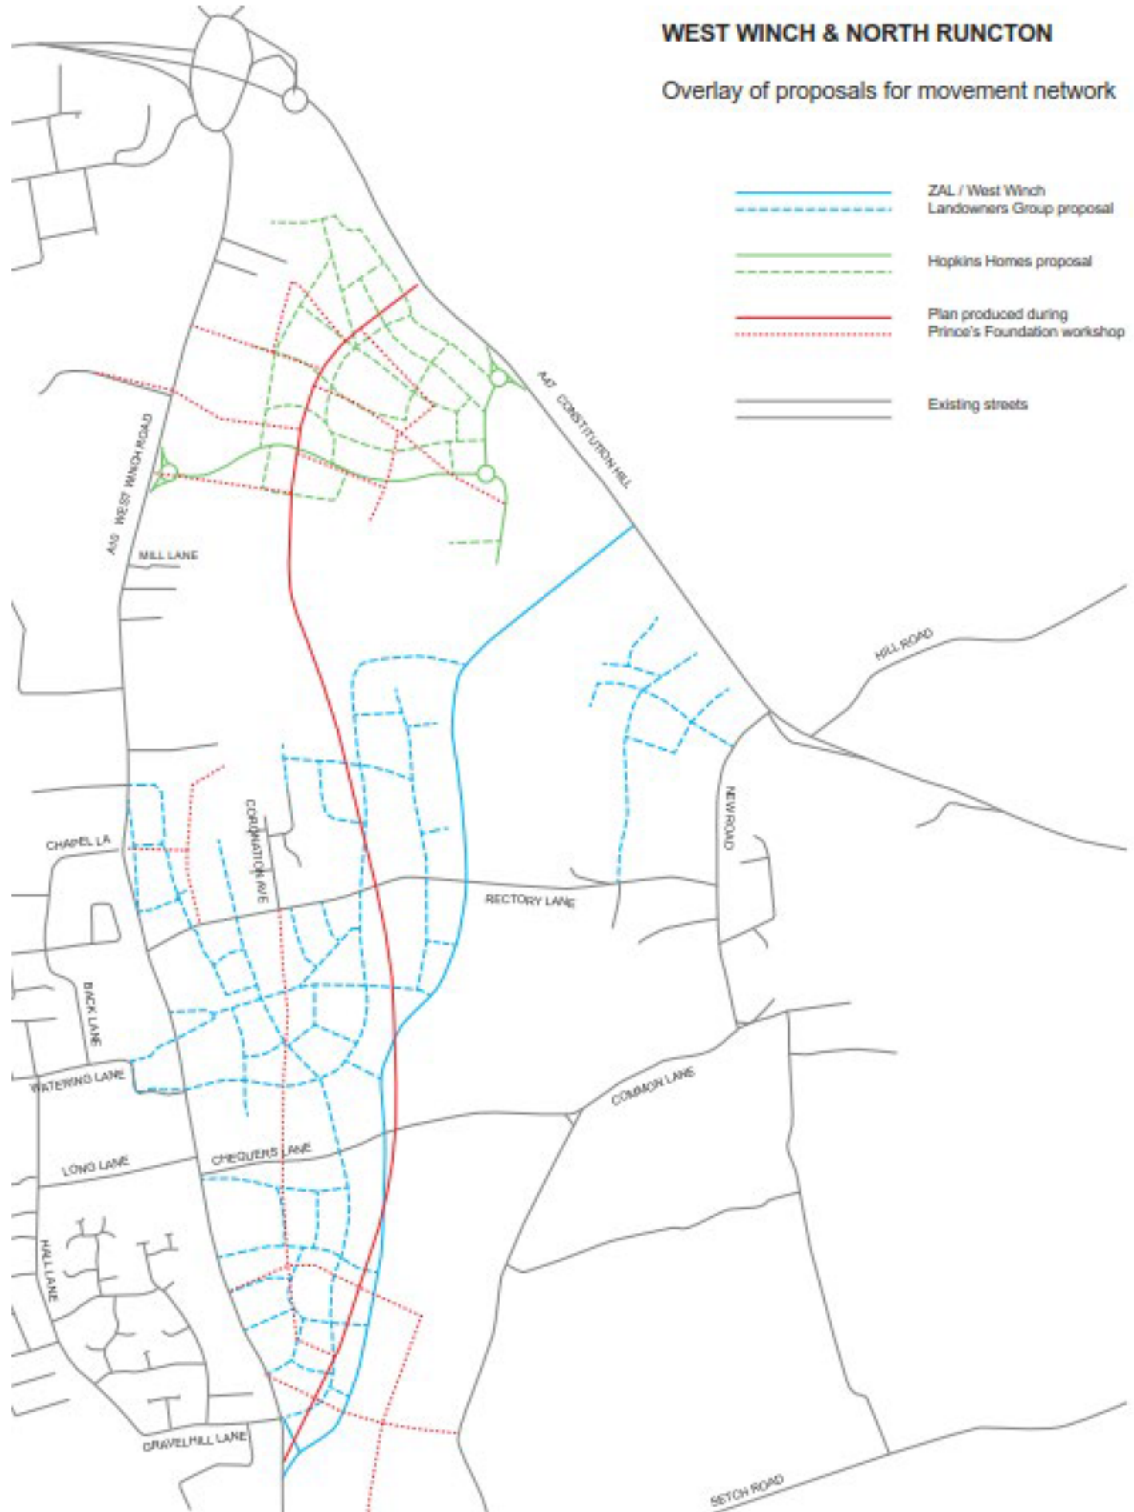 WEST WINCH & NORTH RUNCTON
Overlay of proposals for movement network
ZAL / West Winch
Landowners Group proposal
Hopkins Homes proposal
Plan produced during
Prince's Foundation workshop
Existing streets
A47 CONSTITUTION HILL
A10 WEST WINCH ROAD
MILL LANE
HILL ROAD
NEW ROAD
CORONATION AVE
CHAPEL LA
RECTORY LANE
BACK LANE
WATERING LANE
COMMON LANE
CHEQUERS LANE
LONG LANE
HALL LANE
GRAVELHILL LANE
SETCH ROAD